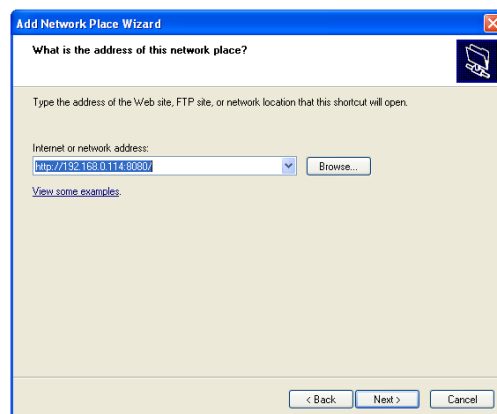 Add Network Place Wizard
What is the address of this network place?
Type the address of the Web site, FTP site, or network location that this shortcut will open.
Internet or network address:
http://192.168.0.114:8080/
Browse...
View some examples.
< Back
Next >
Cancel